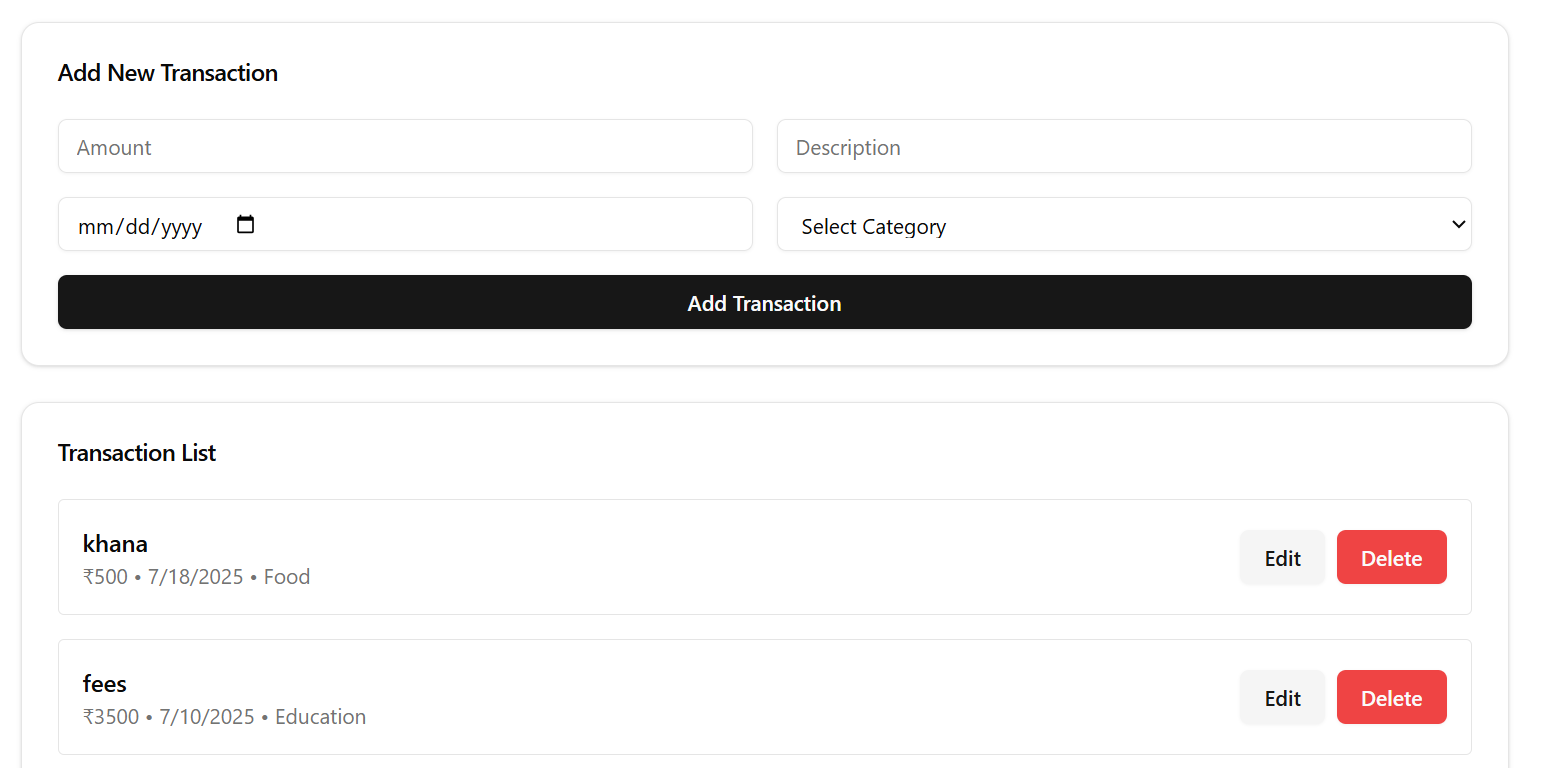 Add New Transaction
Amount
Description
mm/dd/yyyy
Select Category
Add Transaction
Transaction List
khana
₹500 • 7/18/2025 • Food
Edit
Delete
fees
₹3500 • 7/10/2025 • Education
Edit
Delete